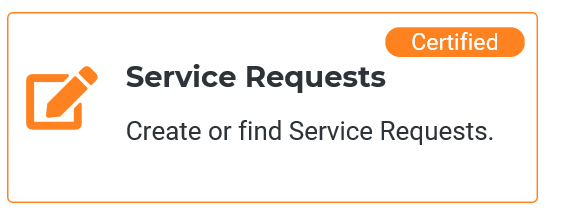 Certified
Service Requests
Create or find Service Requests.